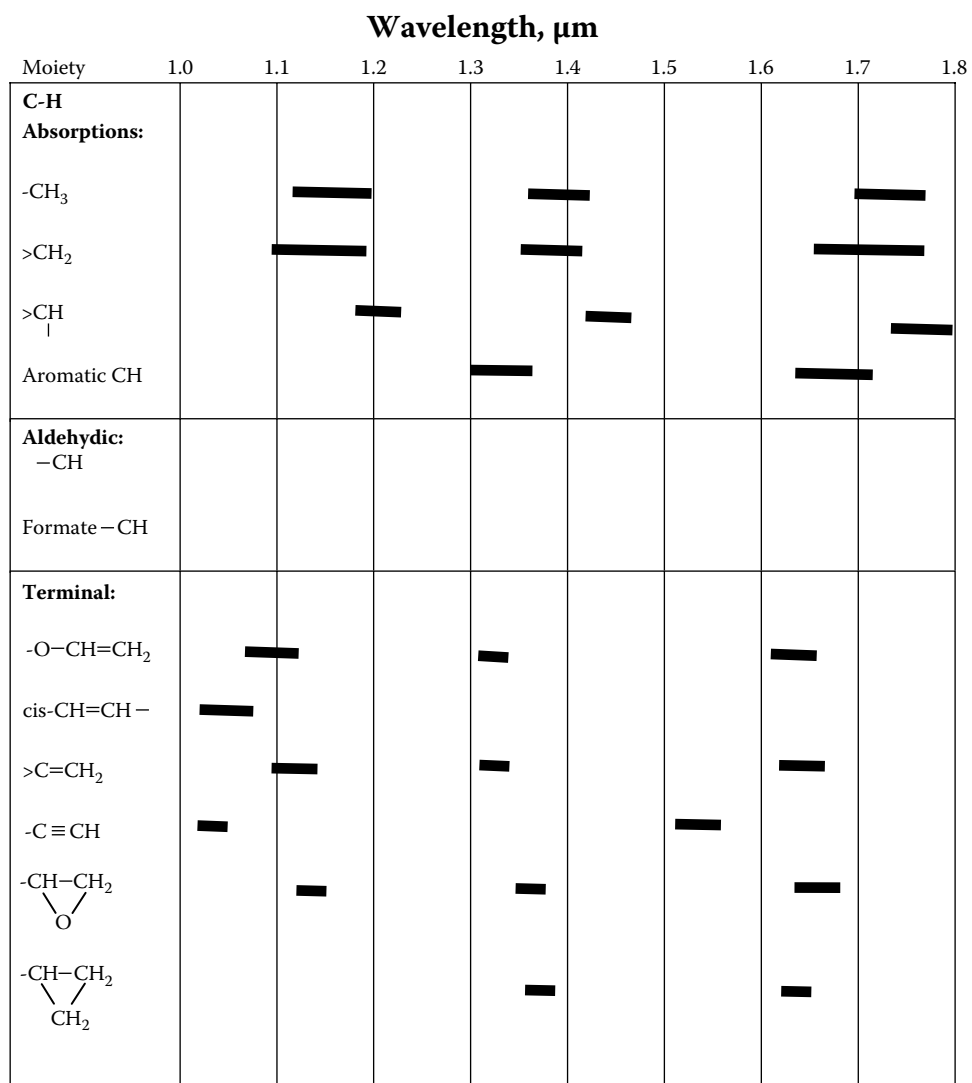 Wavelength, μm
Moiety 1.0 1.1 1.2 1.3 1.4 1.5 1.6 1.7 1.8
C-H
Absorptions:
-CH₃
>CH₂
>CH
Aromatic CH
Aldehydic:
−CH
Formate−CH
Terminal:
-O−CH=CH₂
cis-CH=CH−
>C=CH₂
-C≡CH
-CH−CH₂
O
-CH−CH₂
CH₂